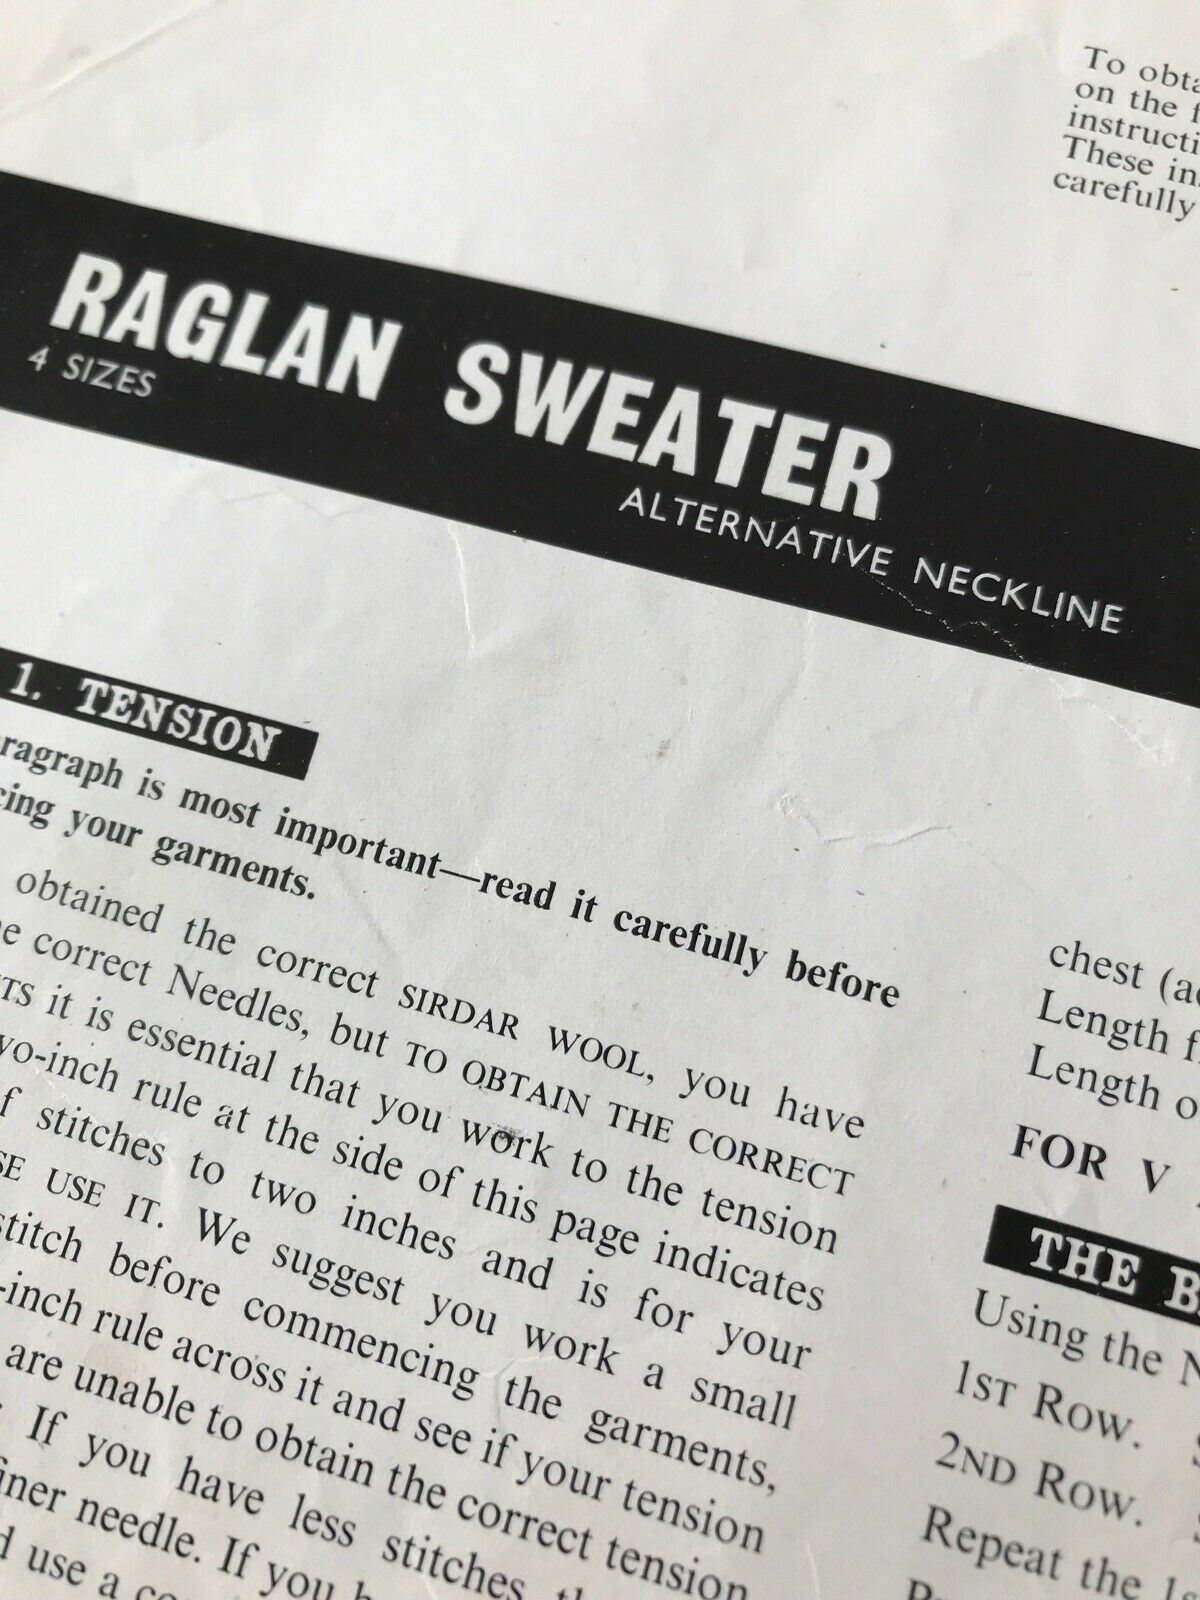 To obta
on the f
instructi
These in
carefully
RAGLAN SWEATER
4 SIZES
ALTERNATIVE NECKLINE
1. TENSION
ragraph is most important—read it carefully before
cing your garments.
obtained the correct SIRDAR WOOL, you have
e correct Needles, but TO OBTAIN THE CORRECT
TS it is essential that you work to the tension
wo-inch rule at the side of this page indicates
f stitches to two inches and is for your
SE USE IT. We suggest you work a small
stitch before commencing the garments,
-inch rule across it and see if your tension
are unable to obtain the correct tension
If you have less stitches
finer needle. If you
d use a
chest (ad
Length f
Length o
FOR V
THE B
Using the N
1ST ROW.
2ND ROW.
Repeat the 1s